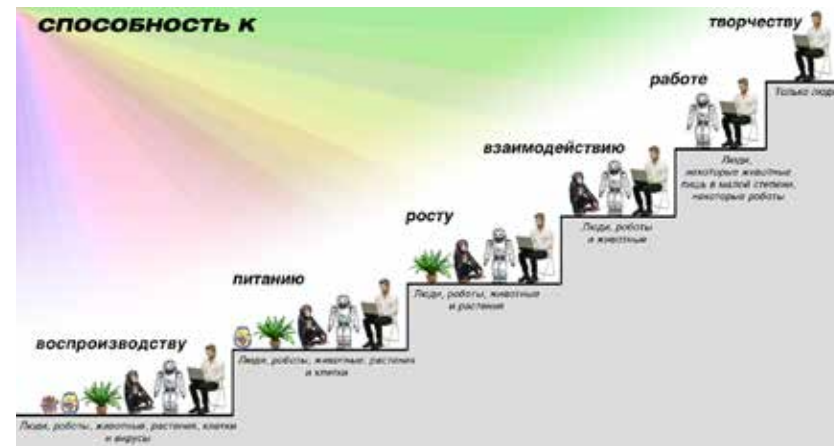 СПОСОБНОСТЬ К
творчеству
Только люди
работе
Люди,
некоторые животные
лишь в малой степени,
некоторые роботы
взаимодействию
Люди, роботы
и животные
росту
Люди, роботы, животные
и растения
питанию
Люди, роботы, животные, растения
и клетки
воспроизводству
Люди, роботы, животные, растения, клетки
и вирусы